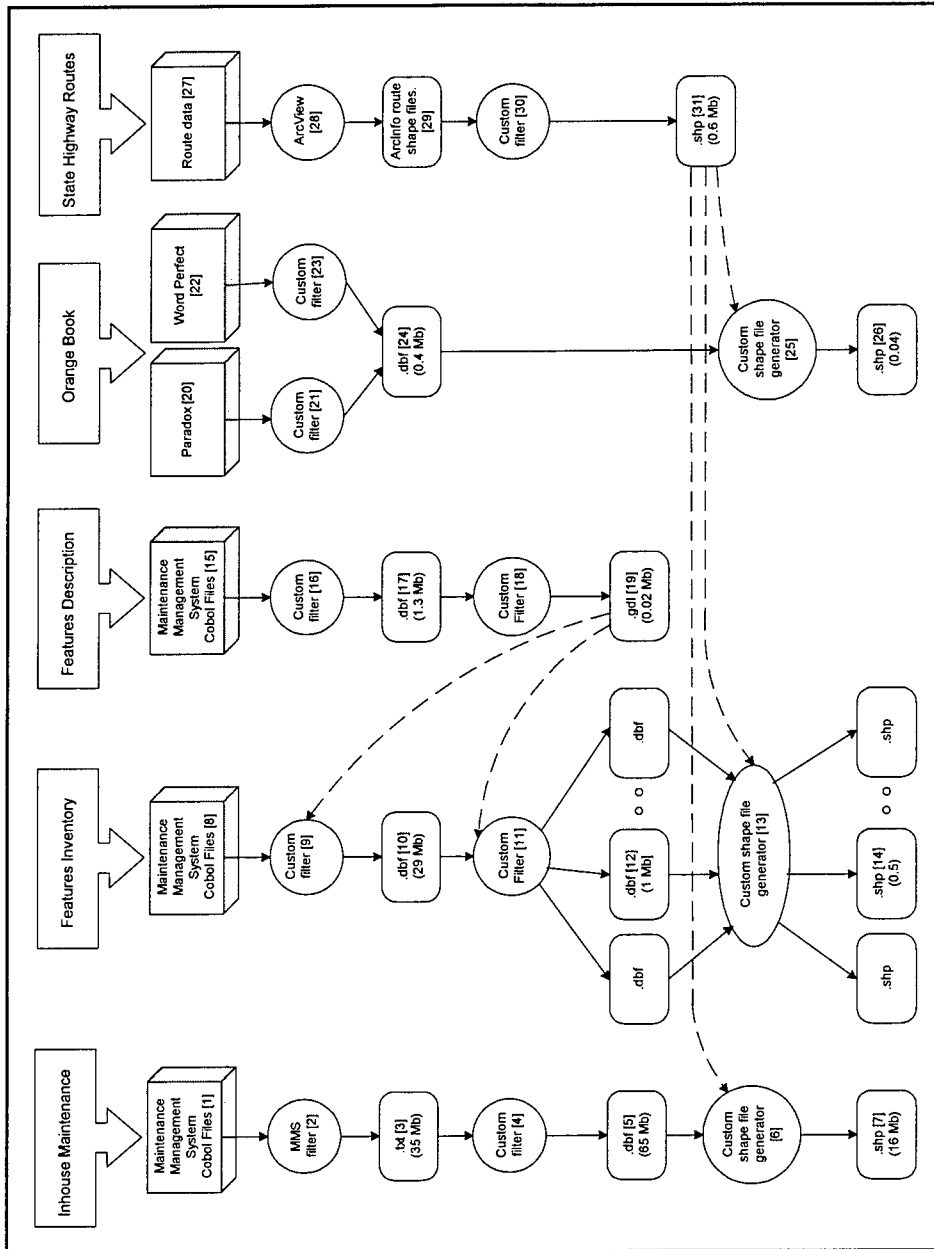 Inhouse Maintenance
Maintenance
Management
System
Cobol Files [1]
MMS
filter [2]
.txt [3]
(35 Mb)
Custom
filter [4]
.dbf [5]
(65 Mb)
Custom
shape file
generator
[6]
.shp [7]
(16 Mb)
Features Inventory
Maintenance
Management
System
Cobol Files [8]
Custom
filter [9]
.dbf [10]
(29 Mb)
Custom
Filter [11]
.dbf
.dbf [12]
(1 Mb)
.dbf
Custom shape file
generator [13]
.shp
.shp [14]
(0.5)
.shp
Features Description
Maintenance
Management
System
Cobol Files [15]
Custom
filter [16]
.dbf [17]
(1.3 Mb)
Custom
Filter [18]
.gdl [19]
(0.02 Mb)
Orange Book
Paradox [20]
Word Perfect
[22]
Custom
filter [21]
Custom
filter [23]
.dbf [24]
(0.4 Mb)
Custom
shape file
generator
[25]
.shp [26]
(0.04)
State Highway Routes
Route data [27]
ArcView
[28]
ArcInfo route
shape files.
[29]
Custom
filter [30]
.shp [31]
(0.6 Mb)